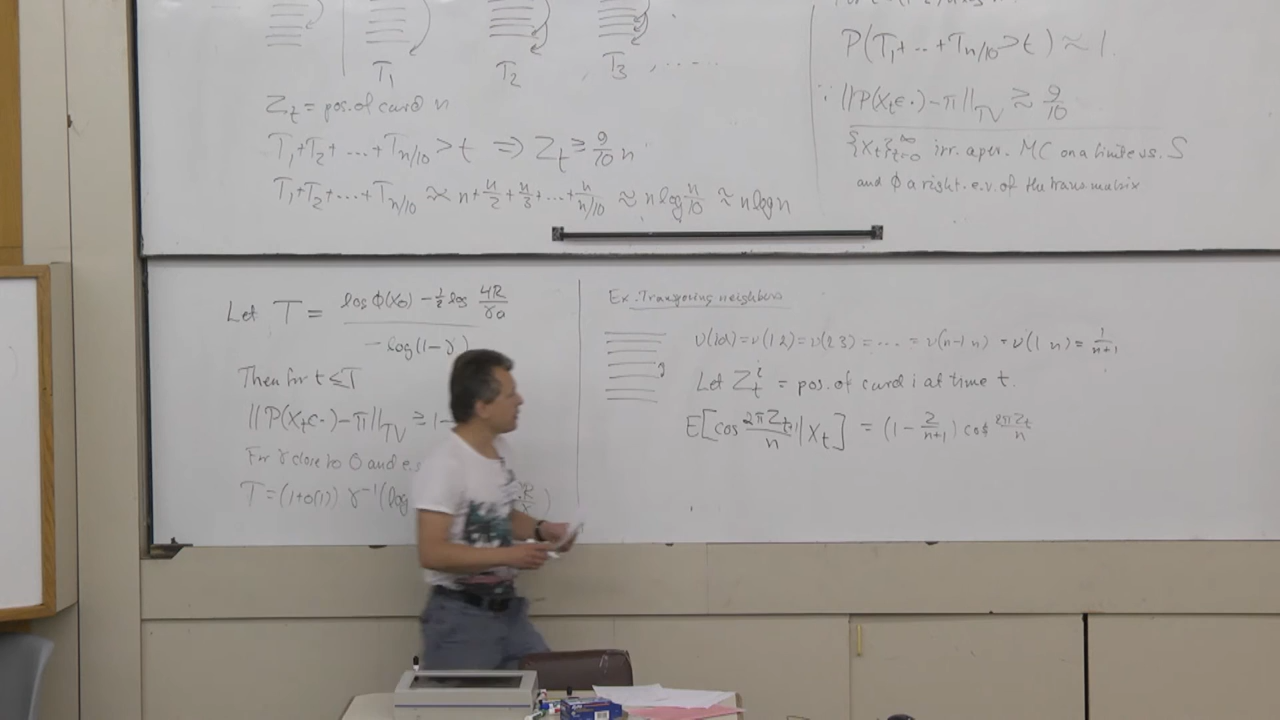 T₁
T₂ , T₃ , .....
Z_t = pos. of card n
T₁+T₂+...+T_{n/10} > t ⇒ Z_t ≥ 9/10 n
T₁+T₂+...+T_{n/10} ≈ n + n/2 + n/3 + ... + n/(n/10) ≈ n log n/10 ≈ n log n
P(T₁+...+T_{n/10} > t) ≈ 1.
∵ ||P(X_t∈·)-π||_TV ≳ 9/10
{X_t}_{t=0}^∞ irr. aper. MC on a finite S
and ϕ a right. e.v. of the trans matrix
Let T = (log ϕ(X₀) - ½ log 4R/γa) / (-log(1-γ))
Then for t ≤ T
||P(X_t∈·)-π||_TV ≥ 1-
For γ close to 0 and
T = (1+o(1)) γ⁻¹(log
Ex. Transposing neighbors
ν(id) = ν(1 2) = ν(2 3) = ... = ν(n-1 n) = ν(1 n) = 1/(n+1)
Let Z_t^i = pos. of card i at time t.
E[cos 2πZ_{t+1}/n | X_t] = (1 - 2/(n+1)) cos 2πZ_t/n